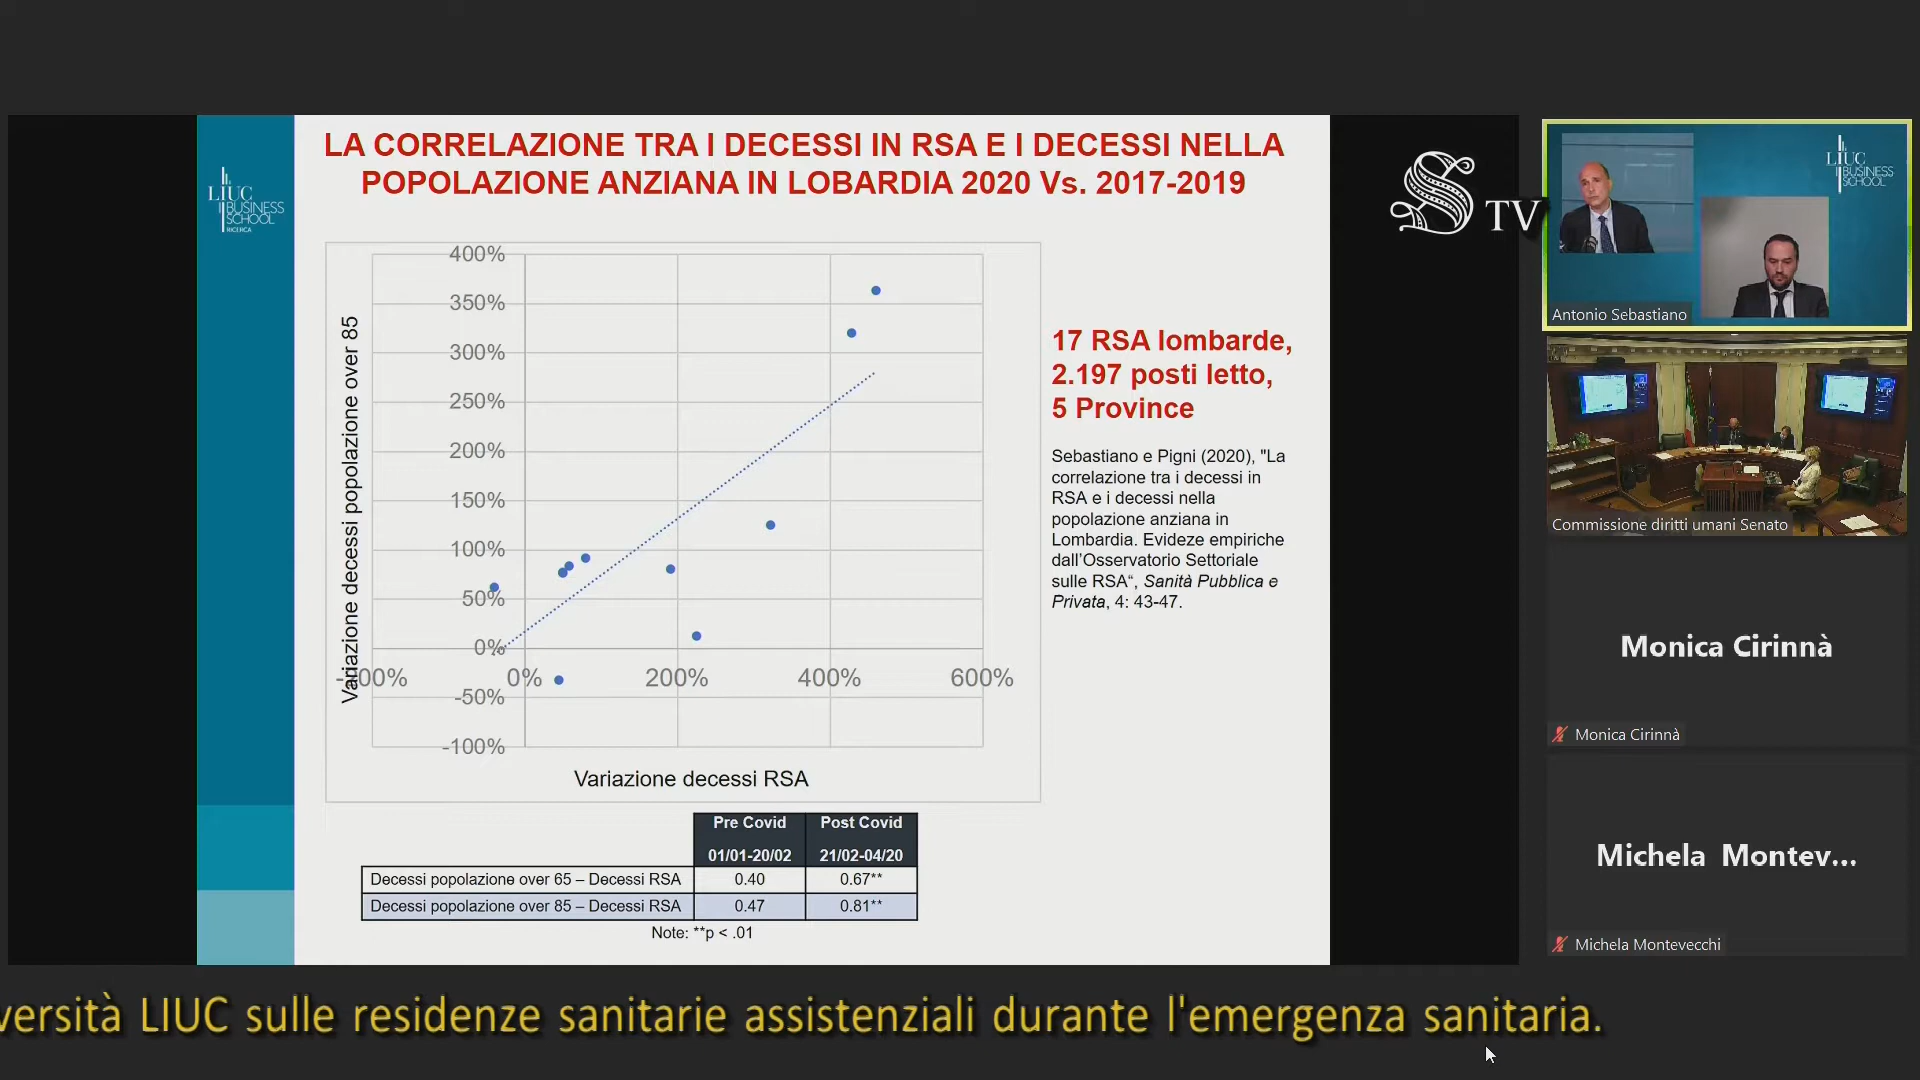 LA CORRELAZIONE TRA I DECESSI IN RSA E I DECESSI NELLA
POPOLAZIONE ANZIANA IN LOBARDIA 2020 Vs. 2017-2019
LIUC
BUSINESS
SCHOOL
RICERCA
400%
350%
300%
250%
200%
150%
100%
50%
0%
-50%
-100%
0%
200%
400%
600%
Variazione decessi popolazione over 85
Variazione decessi RSA
17 RSA lombarde,
2.197 posti letto,
5 Province
Sebastiano e Pigni (2020), "La
correlazione tra i decessi in
RSA e i decessi nella
popolazione anziana in
Lombardia. Evideze empiriche
dall'Osservatorio Settoriale
sulle RSA“, Sanità Pubblica e
Privata, 4: 43-47.
Pre Covid Post Covid
01/01-20/02 21/02-04/20
Decessi popolazione over 65 – Decessi RSA 0.40 0.67**
Decessi popolazione over 85 – Decessi RSA 0.47 0.81**
Note: **p < .01
S TV
LIUC
BUSINESS
SCHOOL
Antonio Sebastiano
Commissione diritti umani Senato
Monica Cirinnà
Monica Cirinnà
Michela Montev...
Michela Montevecchi
versità LIUC sulle residenze sanitarie assistenziali durante l'emergenza sanitaria.